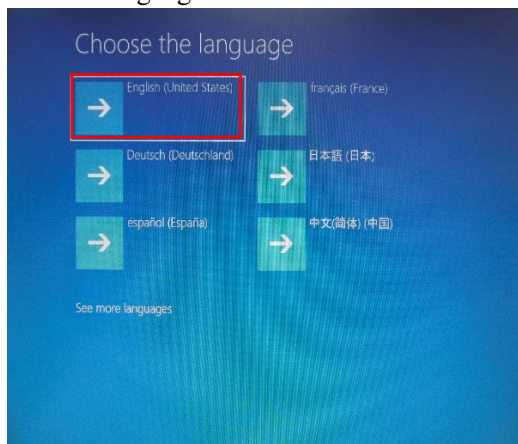 Choose the language
English (United States)
français (France)
Deutsch (Deutschland)
日本語 (日本)
español (España)
中文(简体) (中国)
See more languages